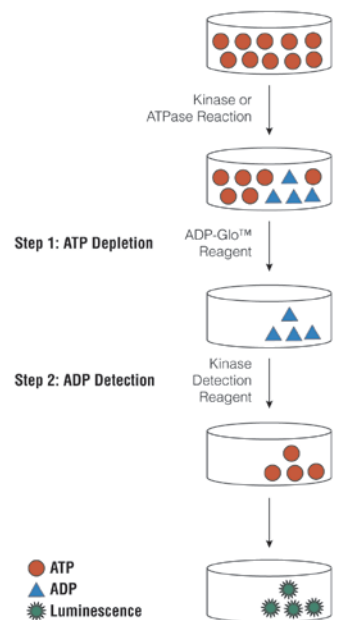 Kinase or
ATPase Reaction
Step 1: ATP Depletion
ADP-Glo™
Reagent
Step 2: ADP Detection
Kinase
Detection
Reagent
ATP
ADP
Luminescence